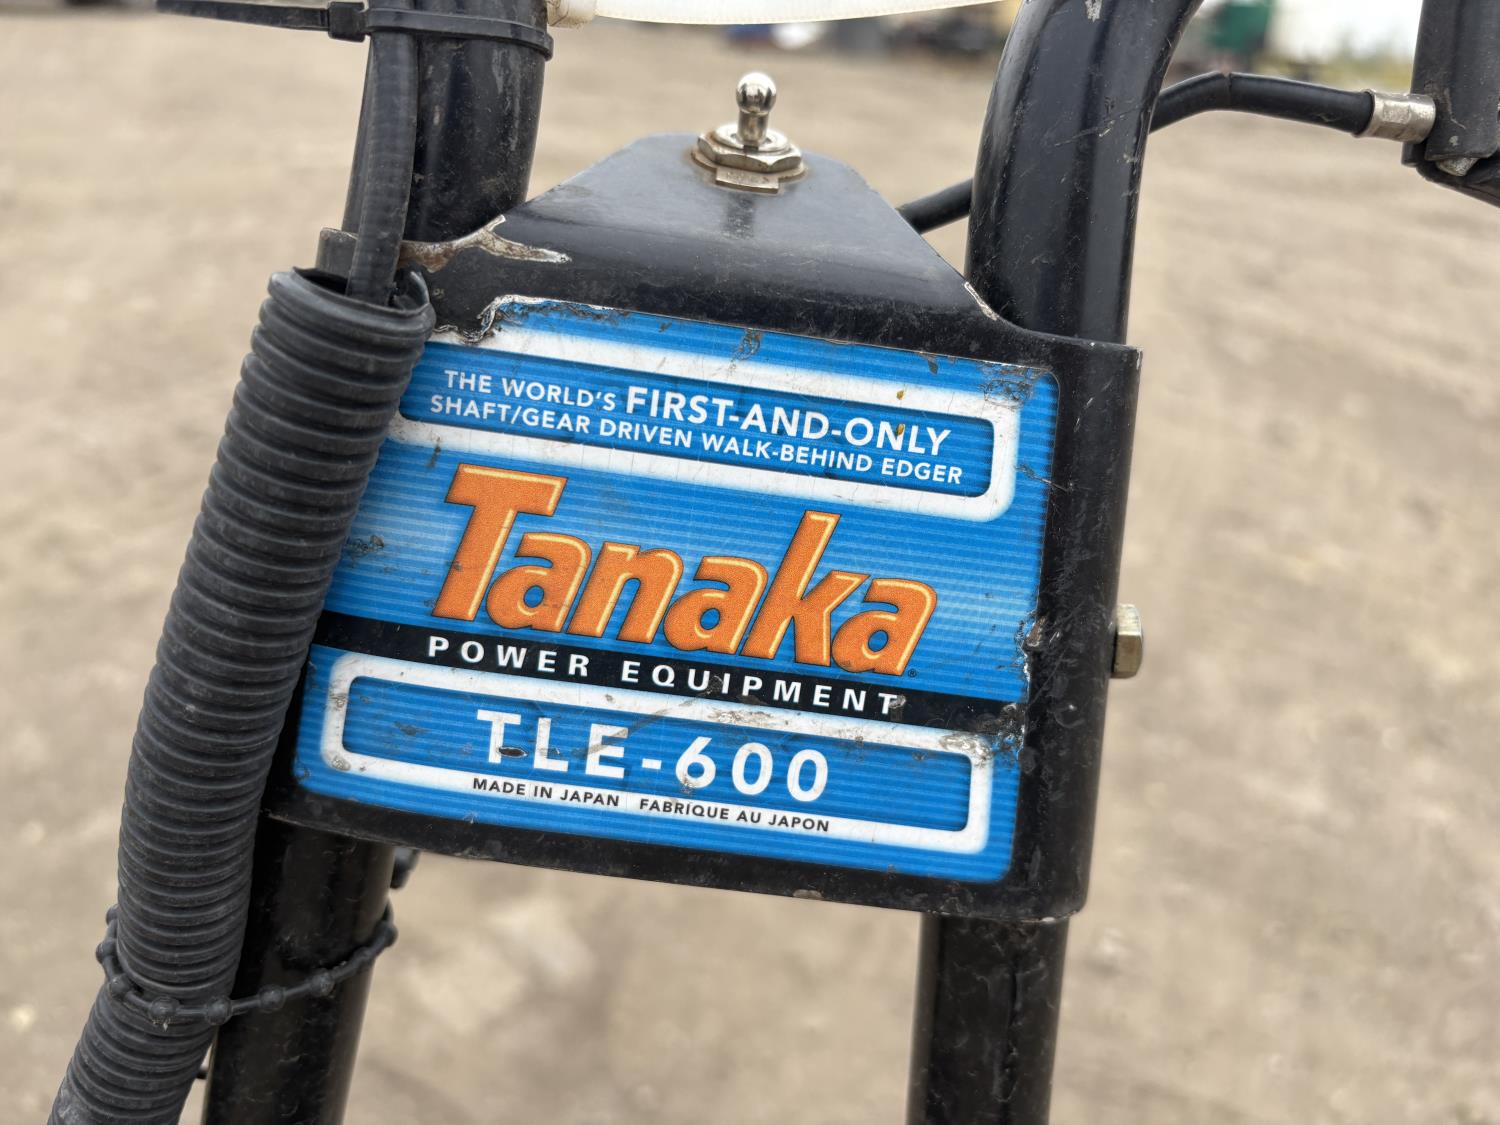 THE WORLD'S FIRST-AND-ONLY
SHAFT/GEAR DRIVEN WALK-BEHIND EDGER
Tanaka®
POWER EQUIPMENT
TLE-600
MADE IN JAPAN FABRIQUE AU JAPON